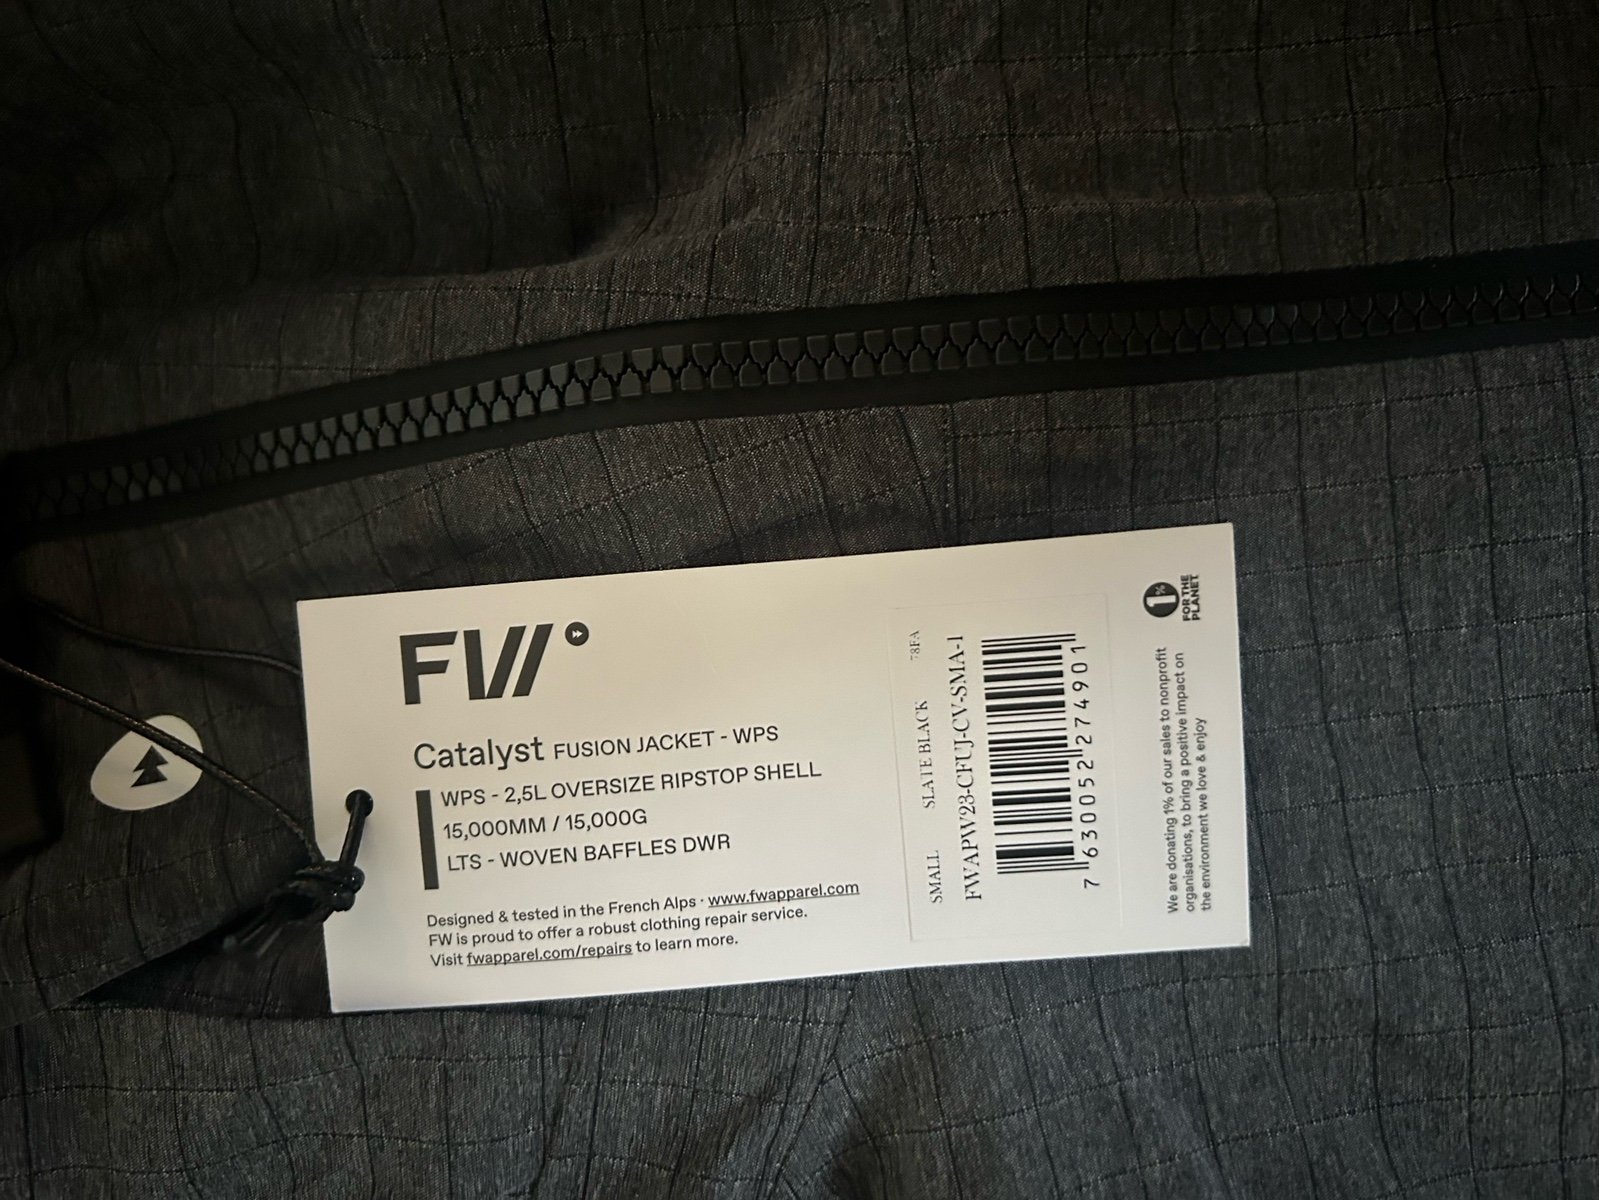 FW
Catalyst FUSION JACKET - WPS
WPS - 2,5L OVERSIZE RIPSTOP SHELL
15,000MM / 15,000G
LTS - WOVEN BAFFLES DWR
Designed & tested in the French Alps · www.fwapparel.com
FW is proud to offer a robust clothing repair service.
Visit fwapparel.com/repairs to learn more.
SMALL SLATE BLACK 78FA
FWAPW23-CFUJ-CV-SMA-1
7 630052 274901
1%
FOR THE
PLANET
We are donating 1% of our sales to nonprofit
organisations, to bring a positive impact on
the environment we love & enjoy